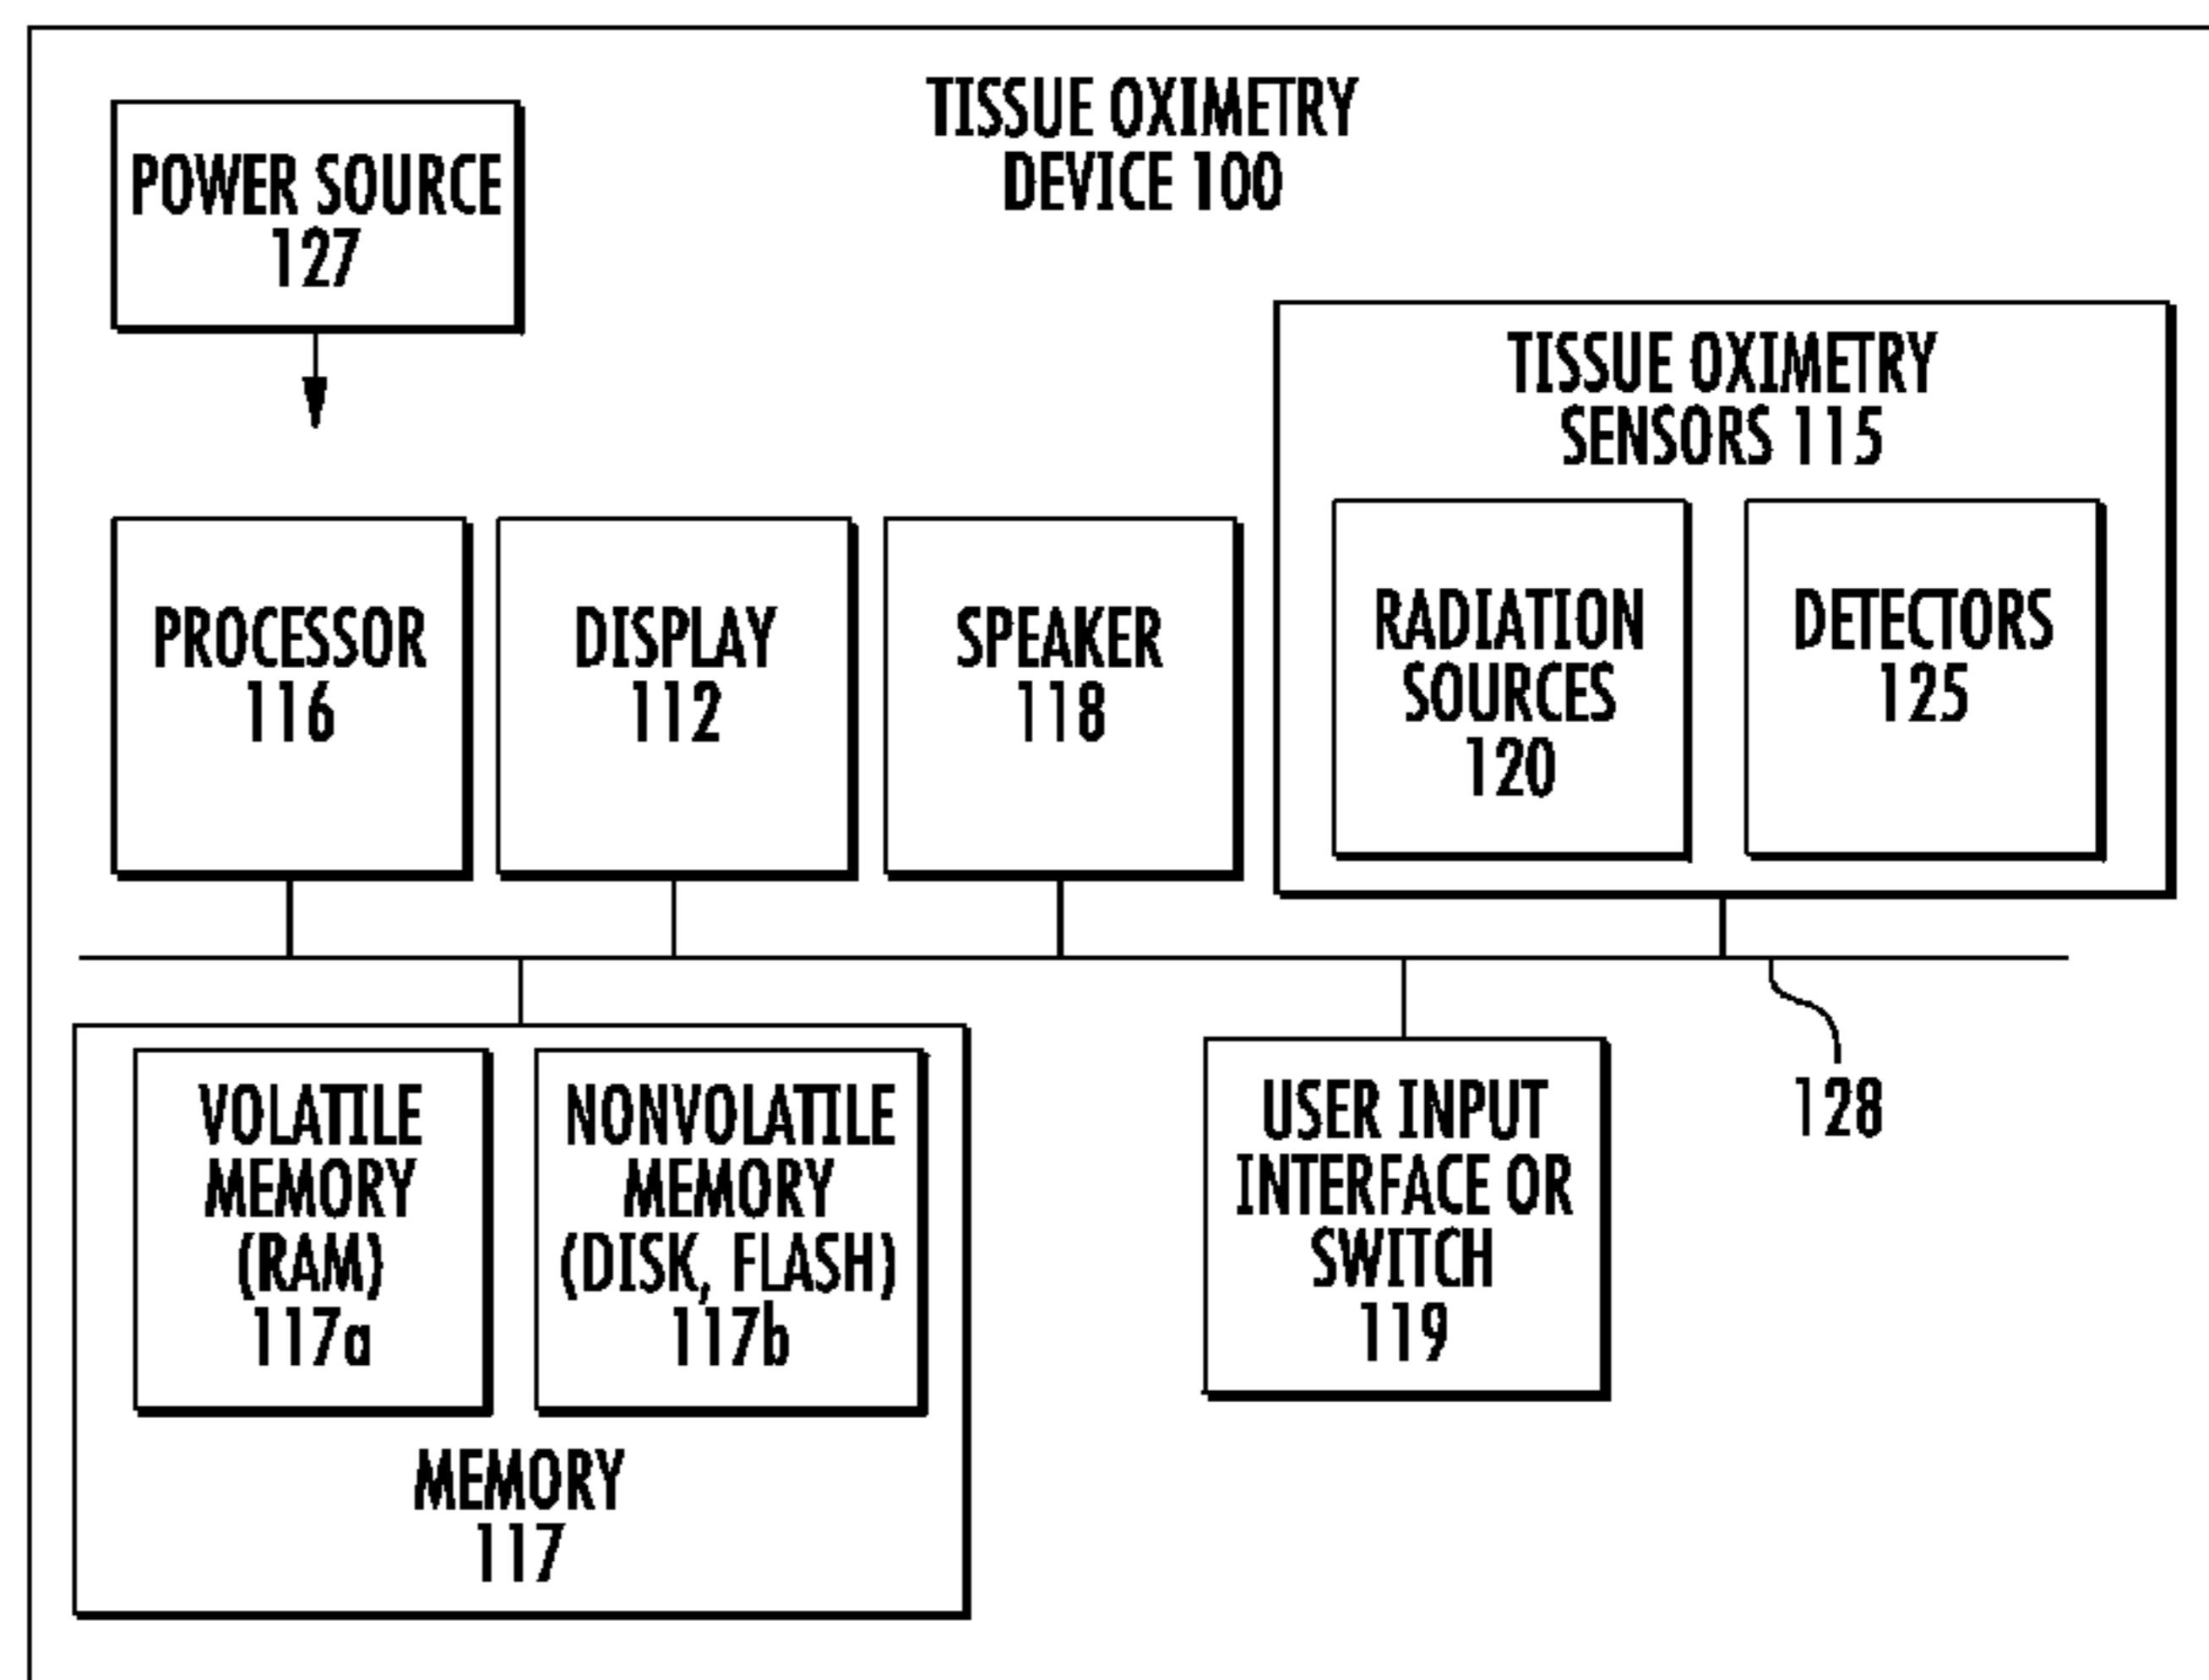 TISSUE OXIMETRY
DEVICE 100
POWER SOURCE
127
TISSUE OXIMETRY
SENSORS 115
PROCESSOR
116
DISPLAY
112
SPEAKER
118
RADIATION
SOURCES
120
DETECTORS
125
VOLATILE
MEMORY
(RAM)
117a
NONVOLATILE
MEMORY
(DISK, FLASH)
117b
MEMORY
117
USER INPUT
INTERFACE OR
SWITCH
119
128